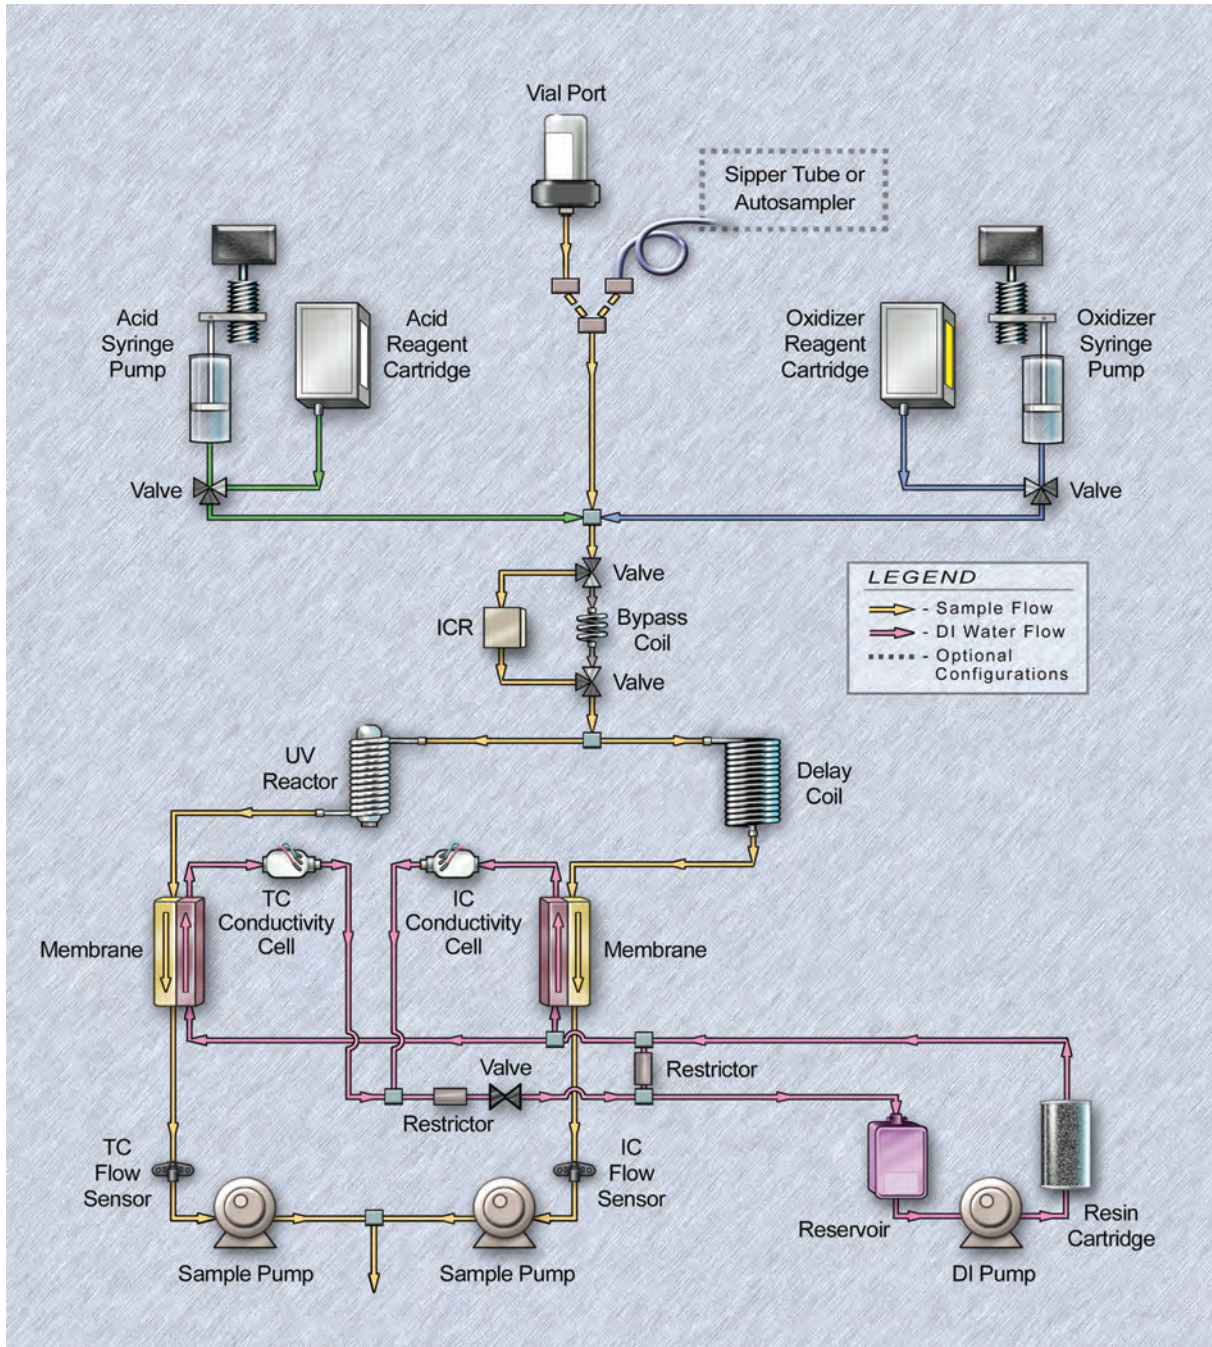 Vial Port
Sipper Tube or
Autosampler
Acid
Syringe
Pump
Acid
Reagent
Cartridge
Oxidizer
Reagent
Cartridge
Oxidizer
Syringe
Pump
Valve
Valve
Valve
ICR
Bypass
Coil
Valve
LEGEND
- Sample Flow
- DI Water Flow
- Optional
Configurations
UV
Reactor
Delay
Coil
TC
Conductivity
Cell
IC
Conductivity
Cell
Membrane
Membrane
Valve
Restrictor
Restrictor
TC
Flow
Sensor
IC
Flow
Sensor
Reservoir
Resin
Cartridge
Sample Pump
Sample Pump
DI Pump